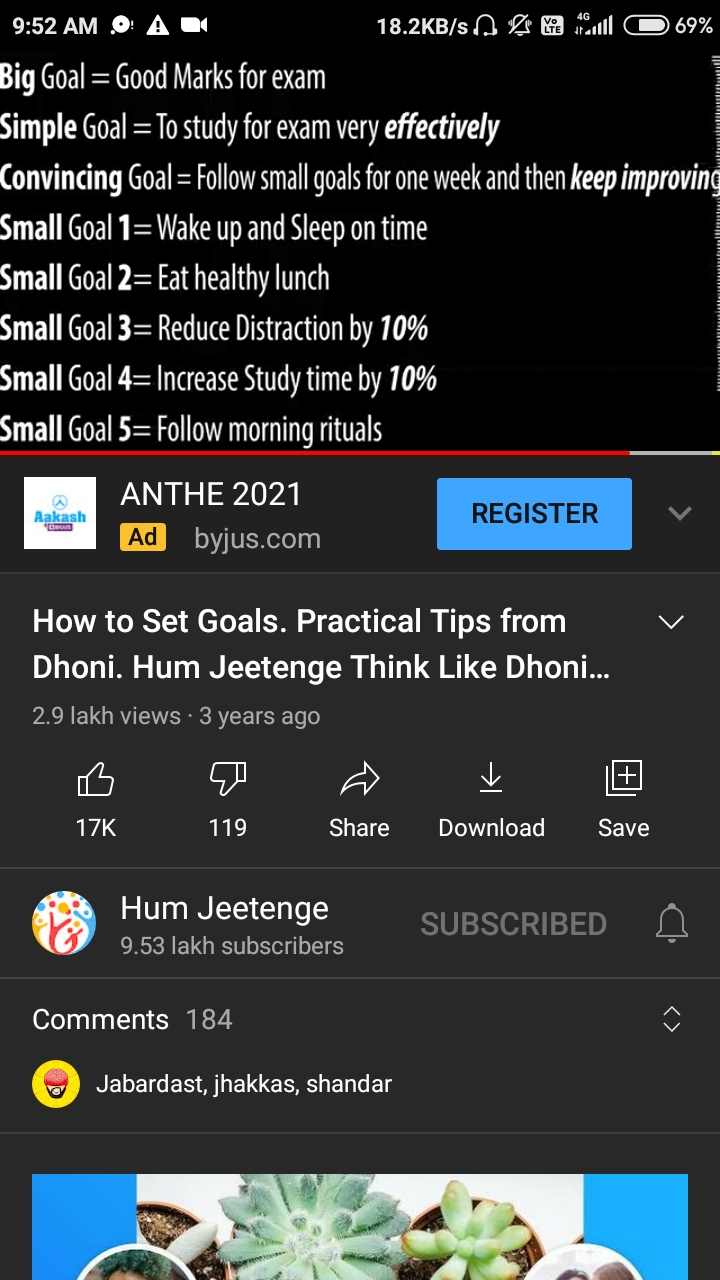 9:52 AM 18.2KB/s Vo LTE 4G 69%
Big Goal = Good Marks for exam
Simple Goal = To study for exam very effectively
Convincing Goal = Follow small goals for one week and then keep improving
Small Goal 1= Wake up and Sleep on time
Small Goal 2= Eat healthy lunch
Small Goal 3= Reduce Distraction by 10%
Small Goal 4= Increase Study time by 10%
Small Goal 5= Follow morning rituals
Aakash
ANTHE 2021
Ad byjus.com
REGISTER
How to Set Goals. Practical Tips from
Dhoni. Hum Jeetenge Think Like Dhoni...
2.9 lakh views · 3 years ago
17K 119 Share Download Save
Hum Jeetenge
9.53 lakh subscribers
SUBSCRIBED
Comments 184
Jabardast, jhakkas, shandar